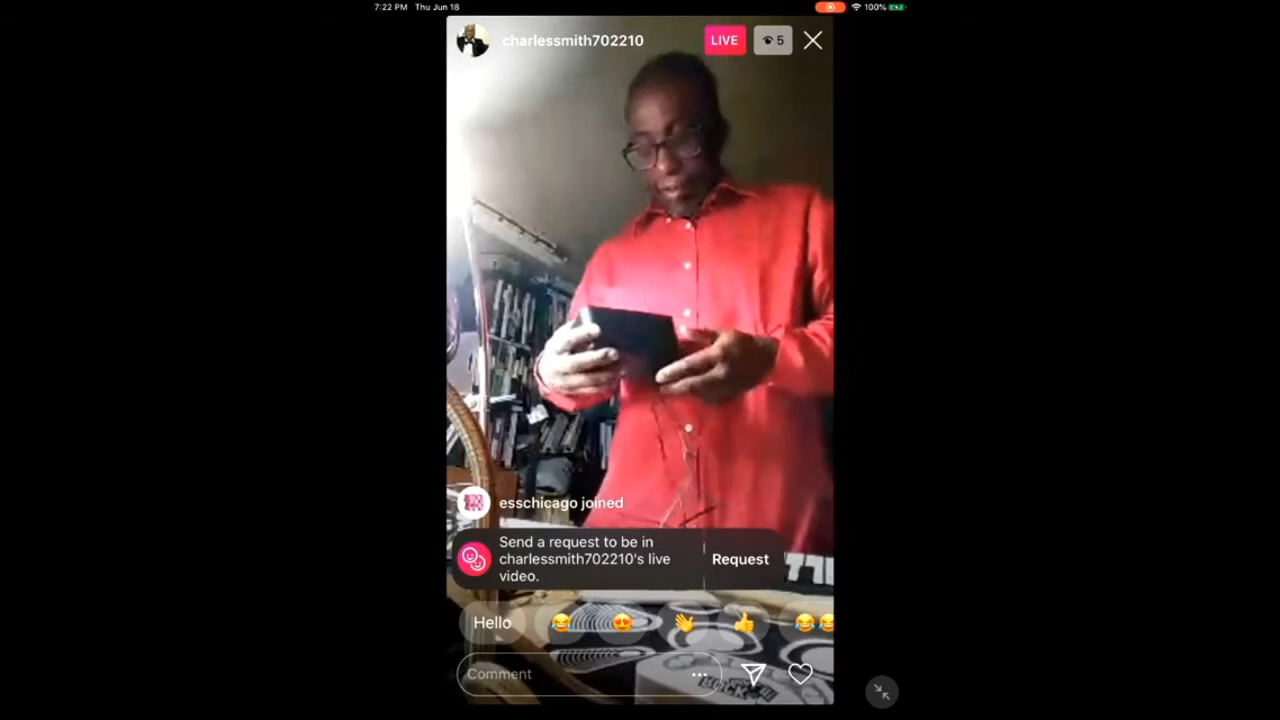 7:22 PM Thu Jun 18
100%
charlessmith702210
LIVE
5
esschicago joined
Send a request to be in
charlessmith702210's live
video.
Request
Hello
Comment